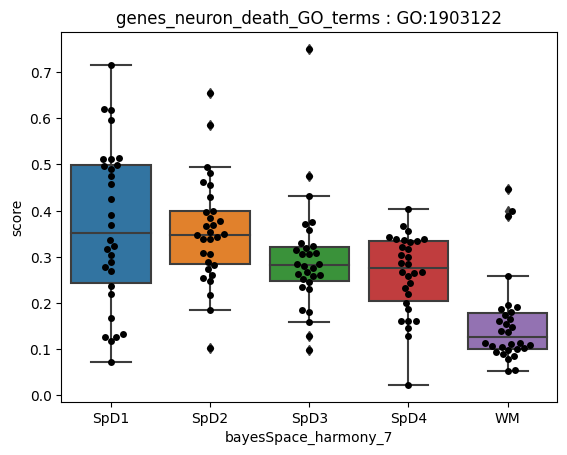 genes_neuron_death_GO_terms : GO:1903122
score
0.7
0.6
0.5
0.4
0.3
0.2
0.1
0.0
SpD1 SpD2 SpD3 SpD4 WM
bayesSpace_harmony_7